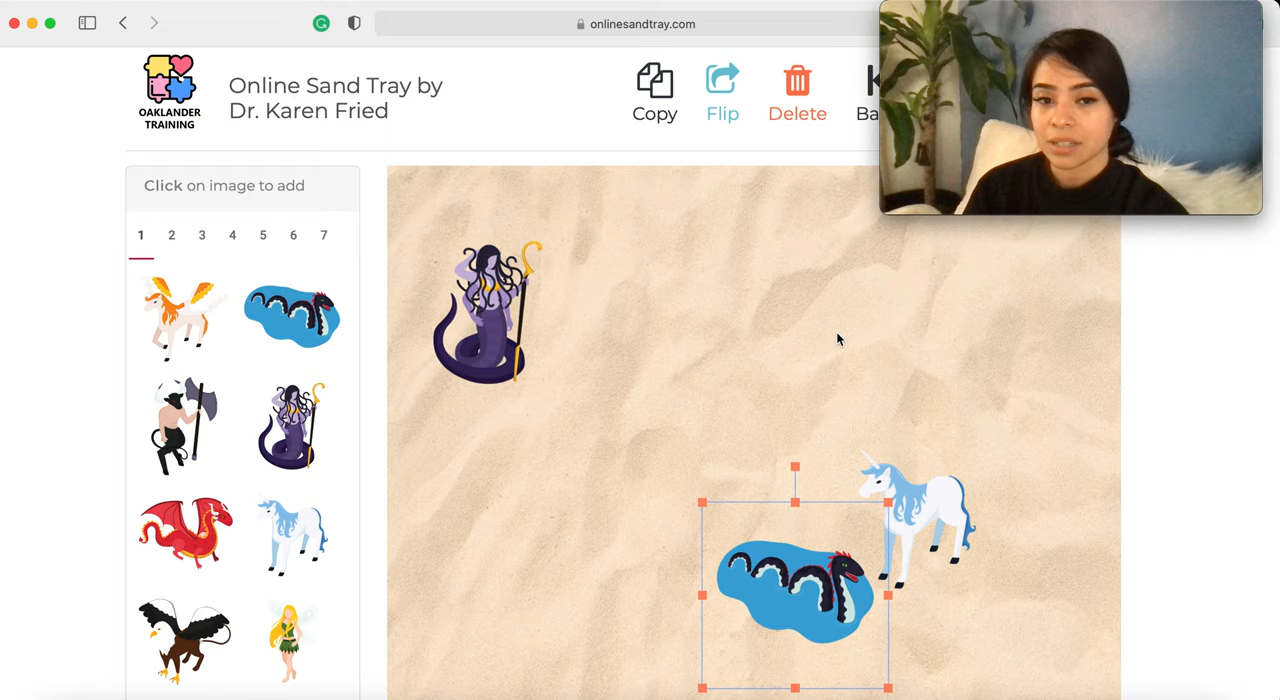 onlinesandtray.com
OAKLANDER
TRAINING
Online Sand Tray by
Dr. Karen Fried
Copy
Flip
Delete
Click on image to add
1 2 3 4 5 6 7